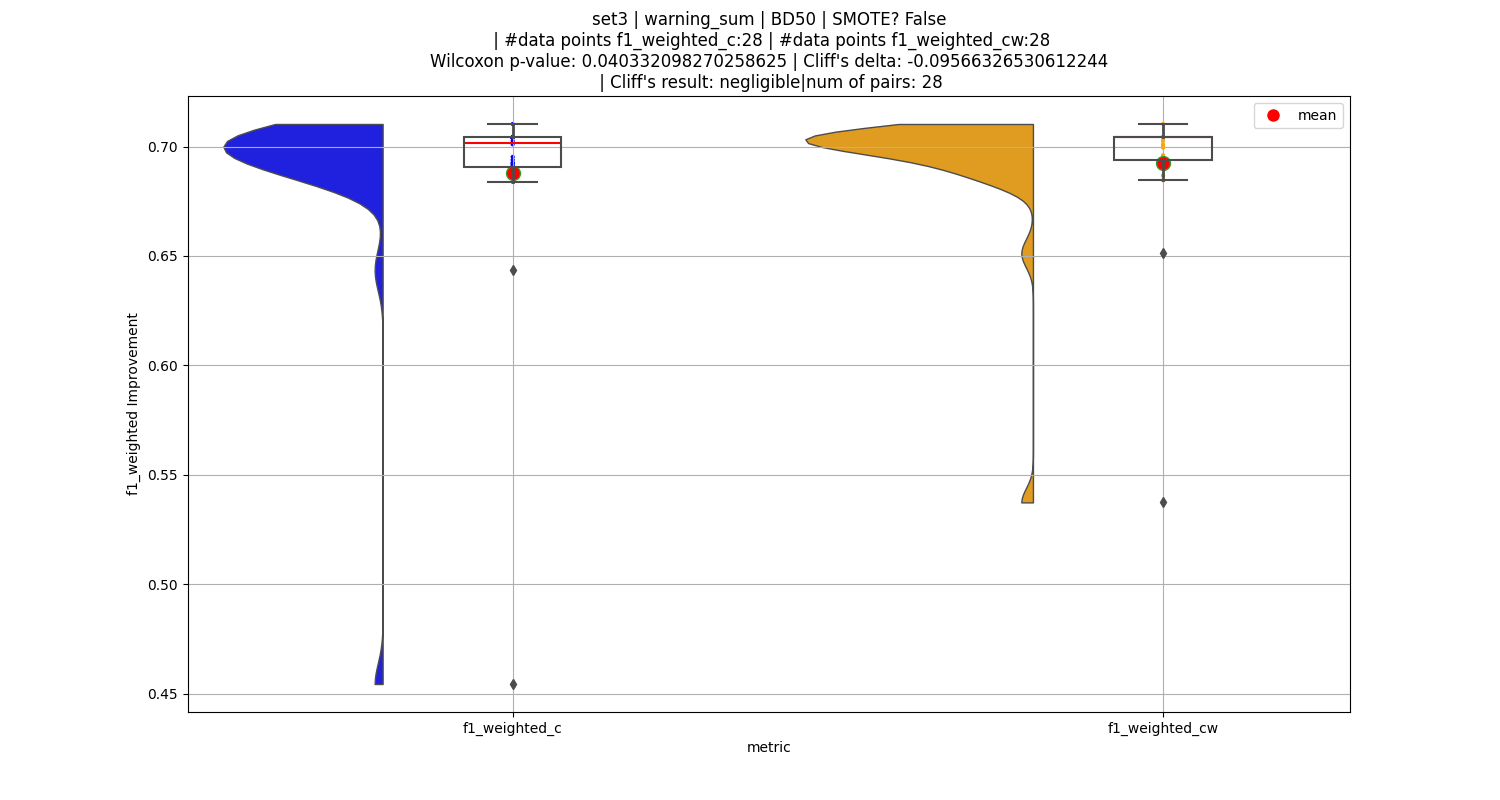 set3 | warning_sum | BD50 | SMOTE? False
| #data points f1_weighted_c:28 | #data points f1_weighted_cw:28
Wilcoxon p-value: 0.040332098270258625 | Cliff's delta: -0.09566326530612244
| Cliff's result: negligible|num of pairs: 28
mean
0.70
0.65
0.60
0.55
0.50
0.45
f1_weighted Improvement
f1_weighted_c
f1_weighted_cw
metric